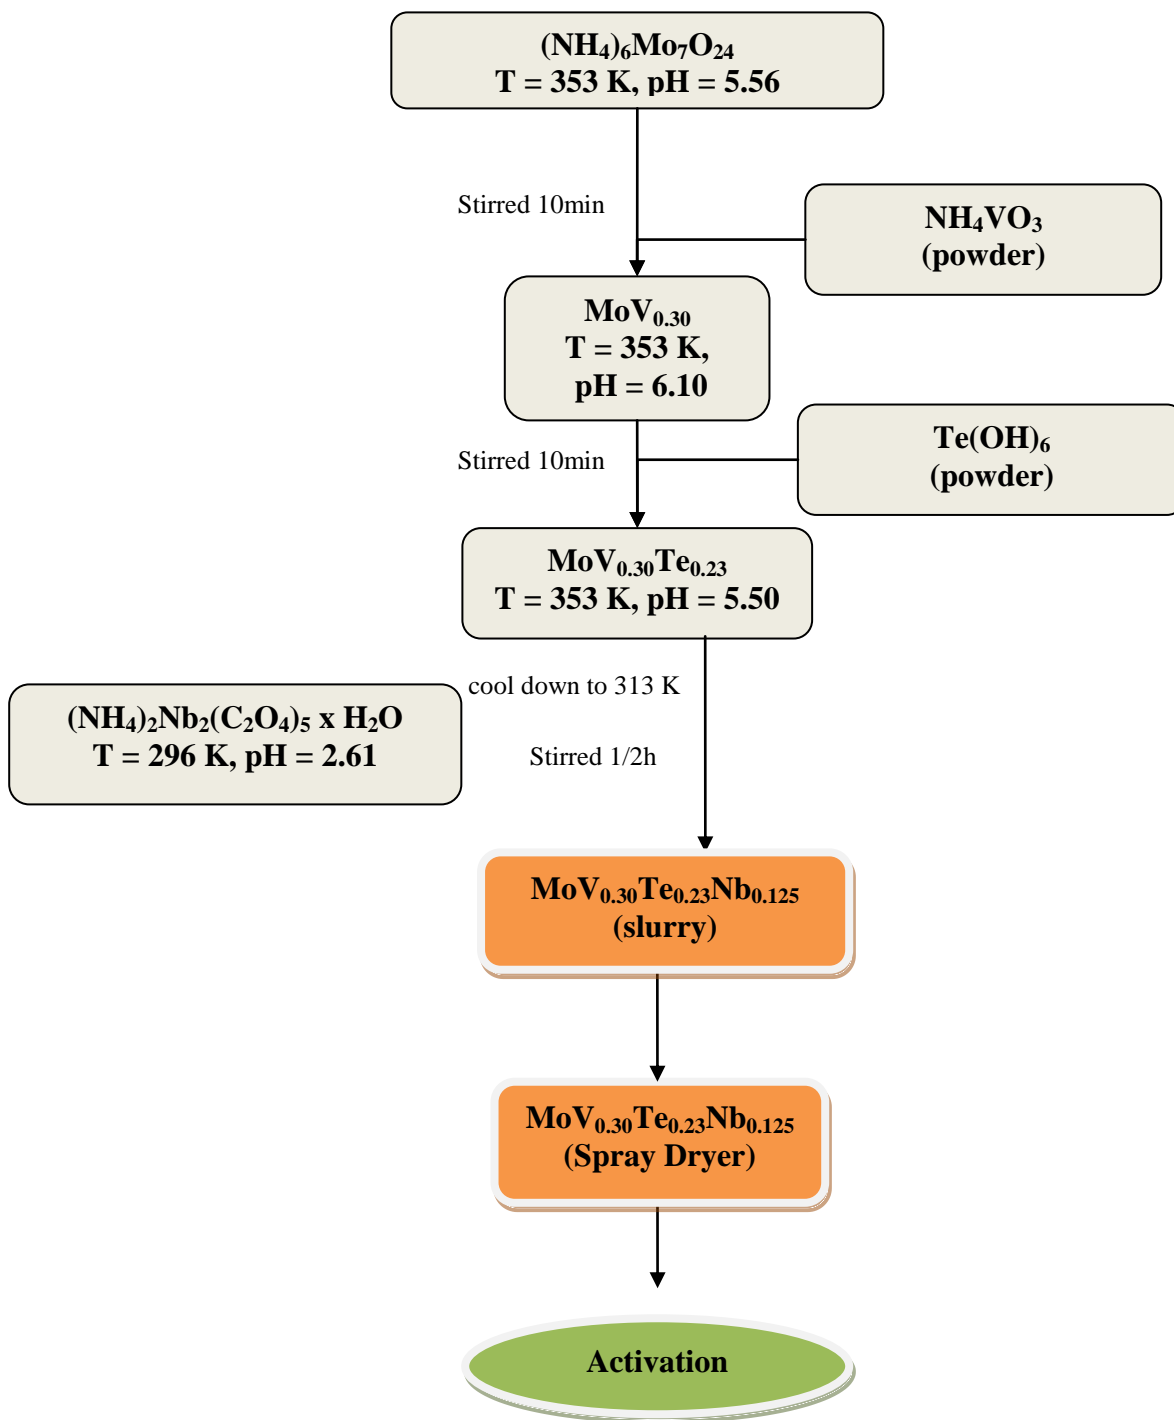 (NH₄)₆Mo₇O₂₄
T = 353 K, pH = 5.56
Stirred 10min
NH₄VO₃
(powder)
MoV₀.₃₀
T = 353 K,
pH = 6.10
Stirred 10min
Te(OH)₆
(powder)
MoV₀.₃₀Te₀.₂₃
T = 353 K, pH = 5.50
cool down to 313 K
(NH₄)₂Nb₂(C₂O₄)₅ x H₂O
T = 296 K, pH = 2.61
Stirred 1/2h
MoV₀.₃₀Te₀.₂₃Nb₀.₁₂₅
(slurry)
MoV₀.₃₀Te₀.₂₃Nb₀.₁₂₅
(Spray Dryer)
Activation